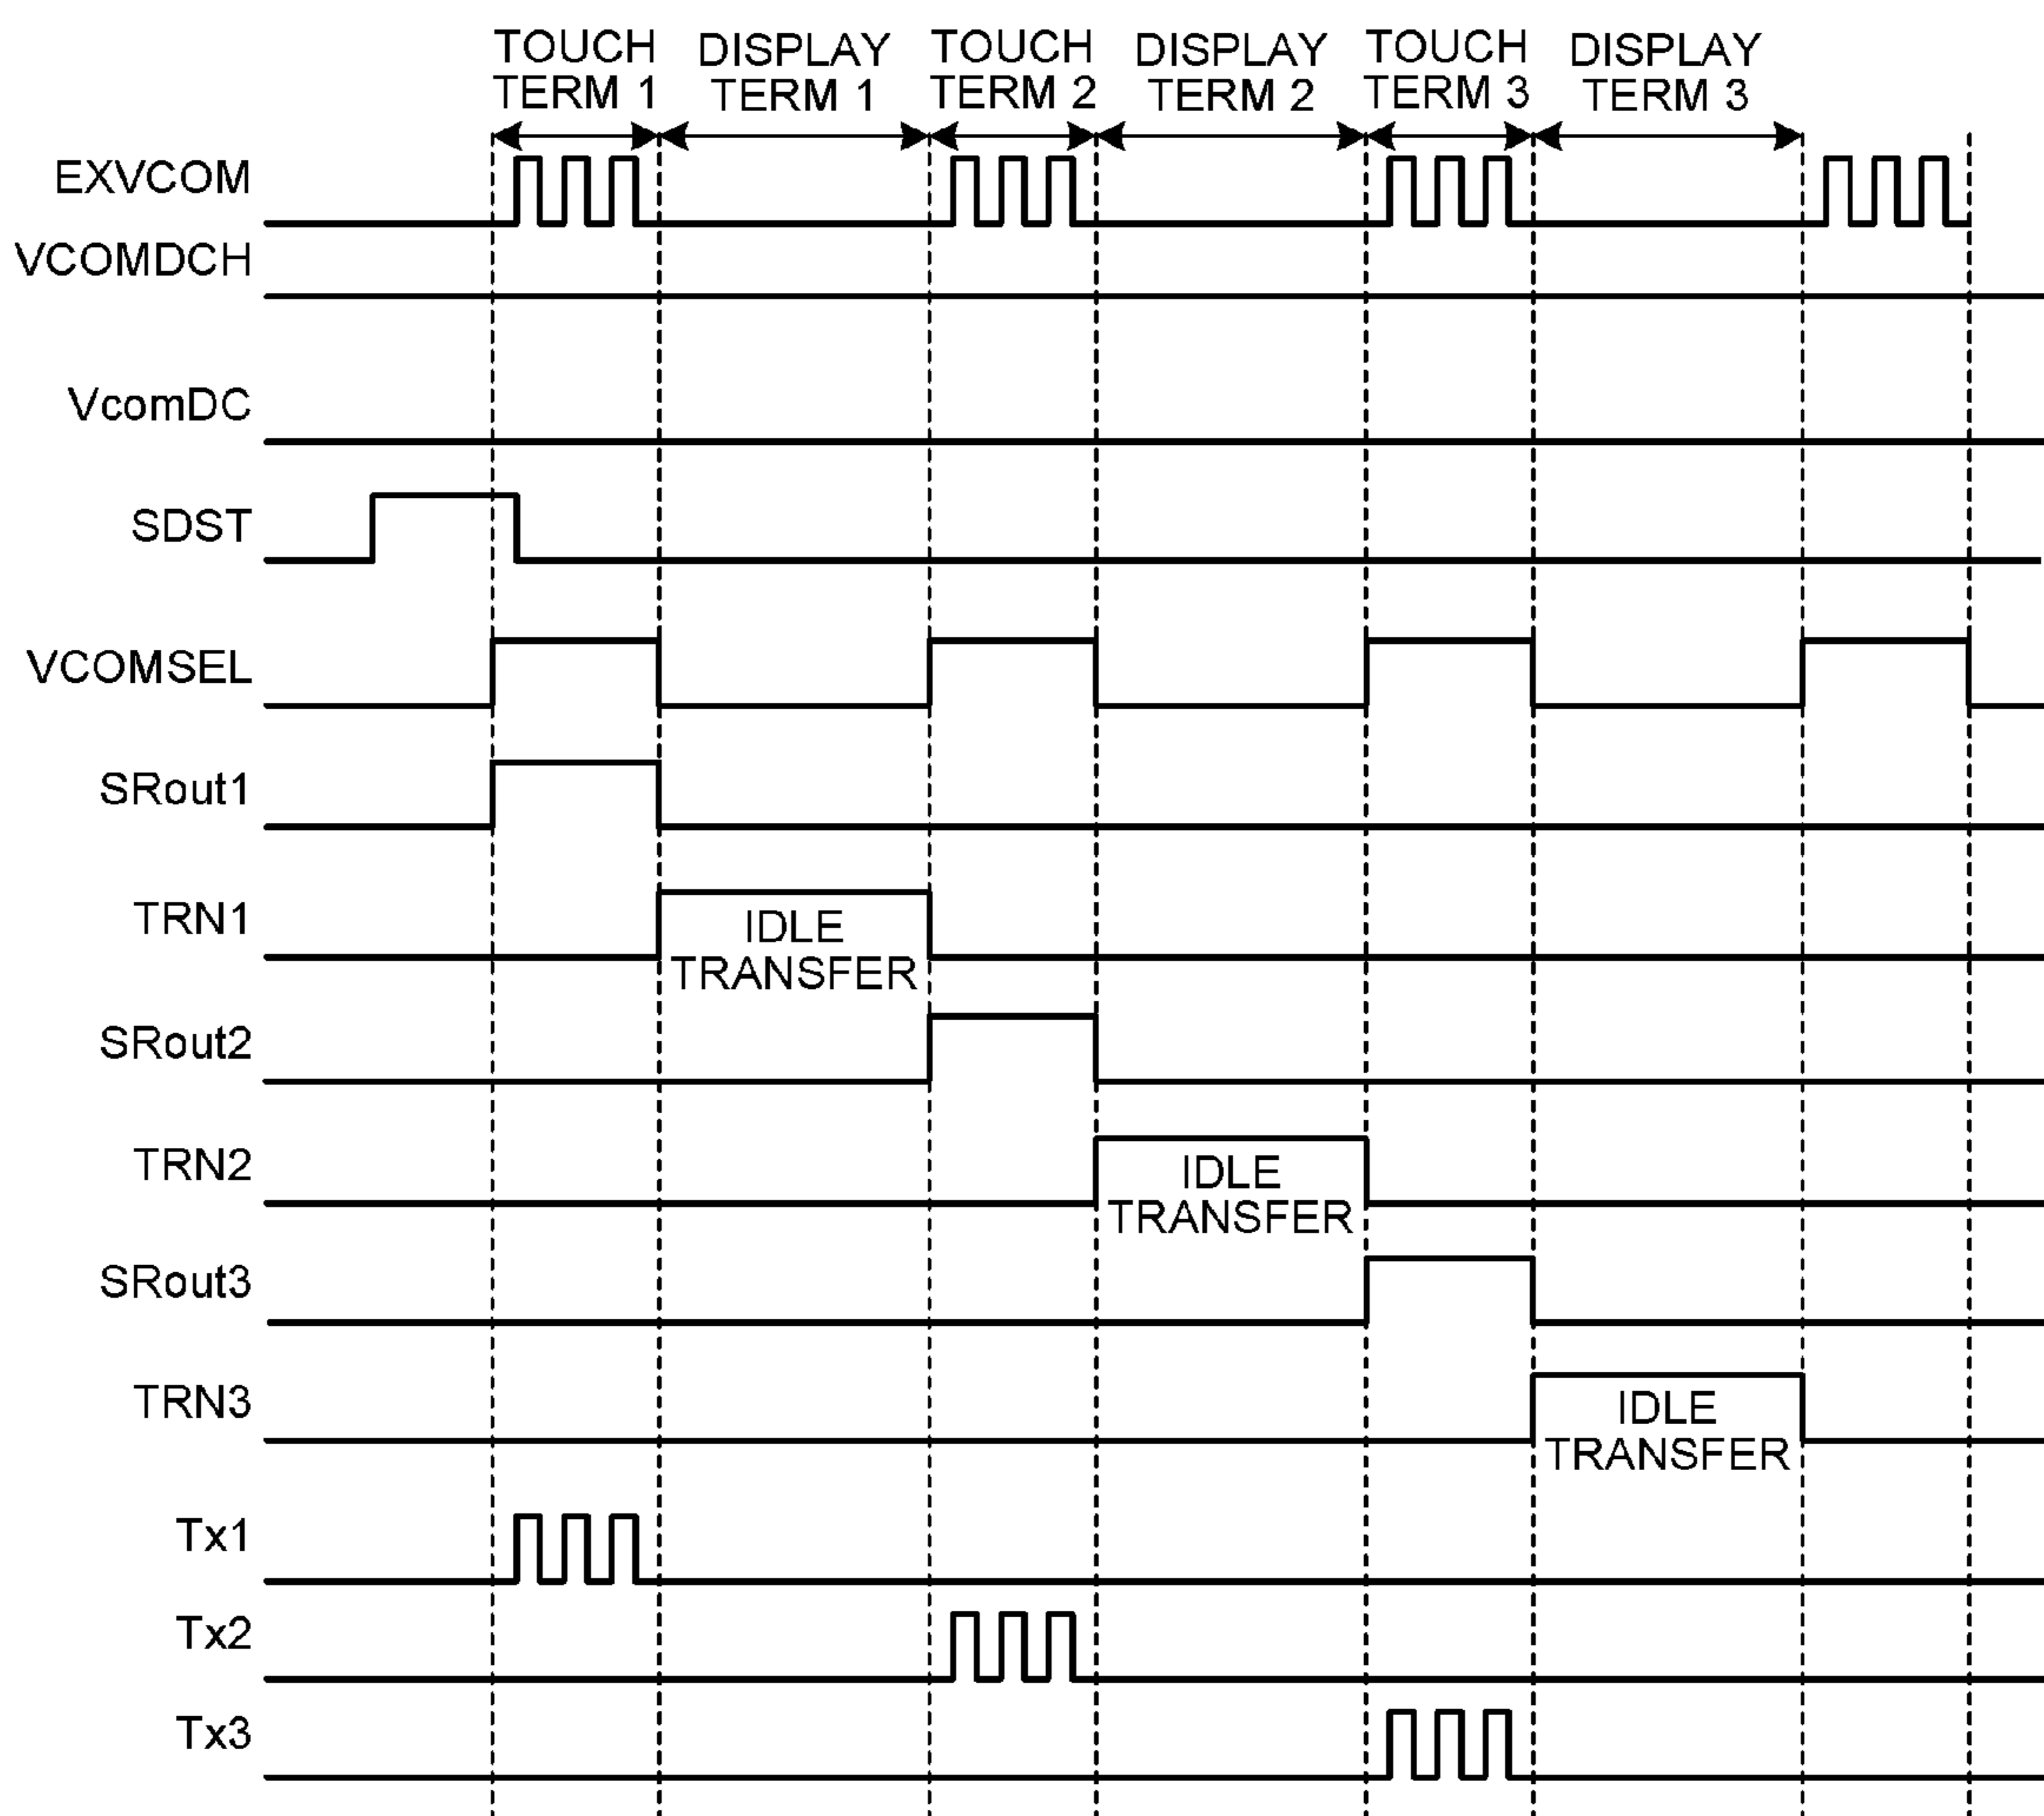 TOUCH TERM 1
DISPLAY TERM 1
TOUCH TERM 2
DISPLAY TERM 2
TOUCH TERM 3
DISPLAY TERM 3
EXVCOM
VCOMDCH
VcomDC
SDST
VCOMSEL
SRout1
TRN1
IDLE
TRANSFER
SRout2
TRN2
IDLE
TRANSFER
SRout3
TRN3
IDLE
TRANSFER
Tx1
Tx2
Tx3